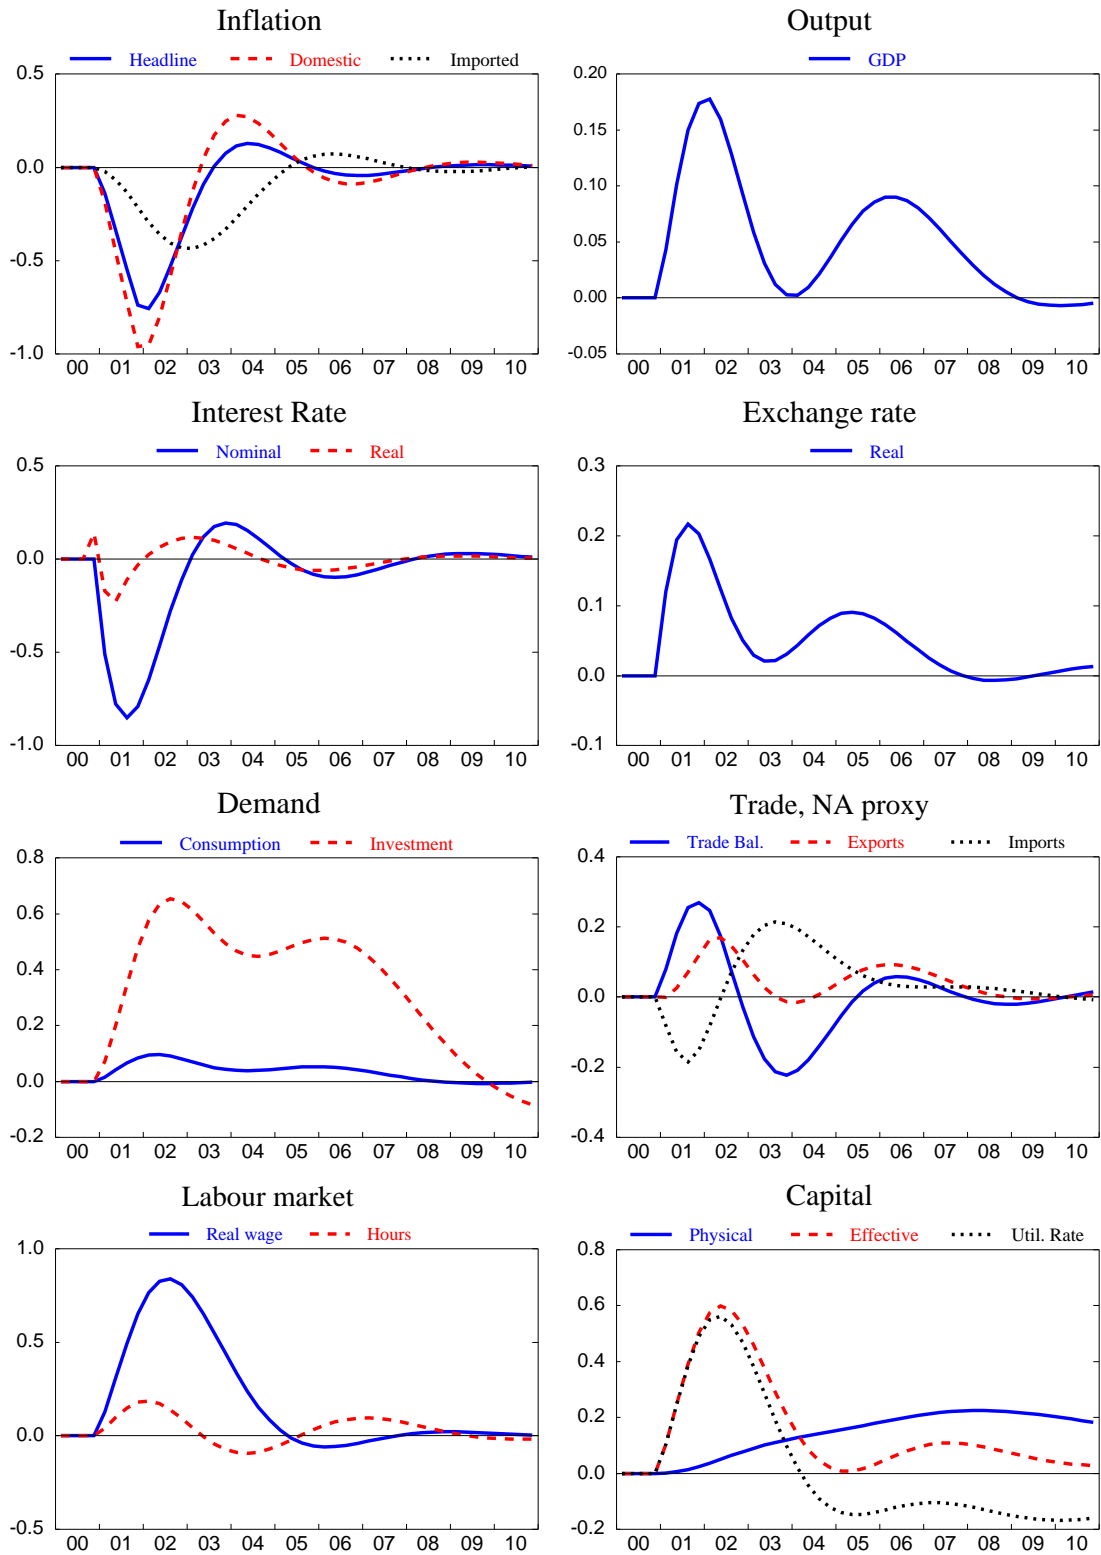 Inflation
Headline Domestic Imported
0.5
0.0
-0.5
-1.0
00 01 02 03 04 05 06 07 08 09 10
Output
GDP
0.20
0.15
0.10
0.05
0.00
-0.05
00 01 02 03 04 05 06 07 08 09 10
Interest Rate
Nominal Real
0.5
0.0
-0.5
-1.0
00 01 02 03 04 05 06 07 08 09 10
Exchange rate
Real
0.3
0.2
0.1
0.0
-0.1
00 01 02 03 04 05 06 07 08 09 10
Demand
Consumption Investment
0.8
0.6
0.4
0.2
0.0
-0.2
00 01 02 03 04 05 06 07 08 09 10
Trade, NA proxy
Trade Bal. Exports Imports
0.4
0.2
0.0
-0.2
-0.4
00 01 02 03 04 05 06 07 08 09 10
Labour market
Real wage Hours
1.0
0.5
0.0
-0.5
00 01 02 03 04 05 06 07 08 09 10
Capital
Physical Effective Util. Rate
0.8
0.6
0.4
0.2
0.0
-0.2
00 01 02 03 04 05 06 07 08 09 10